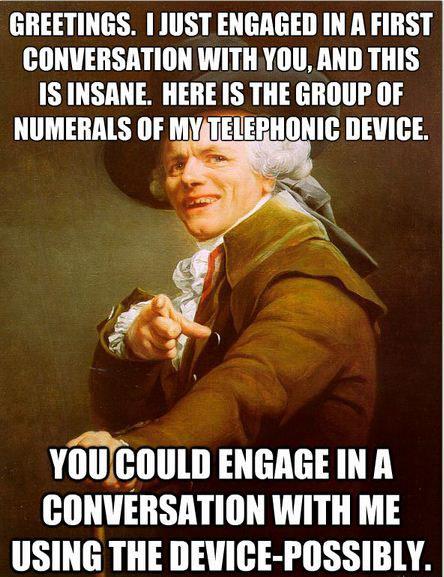 GREETINGS. I JUST ENGAGED IN A FIRST
CONVERSATION WITH YOU, AND THIS
IS INSANE. HERE IS THE GROUP OF
NUMERALS OF MY TELEPHONIC DEVICE.
YOU COULD ENGAGE IN A
CONVERSATION WITH ME
USING THE DEVICE-POSSIBLY.